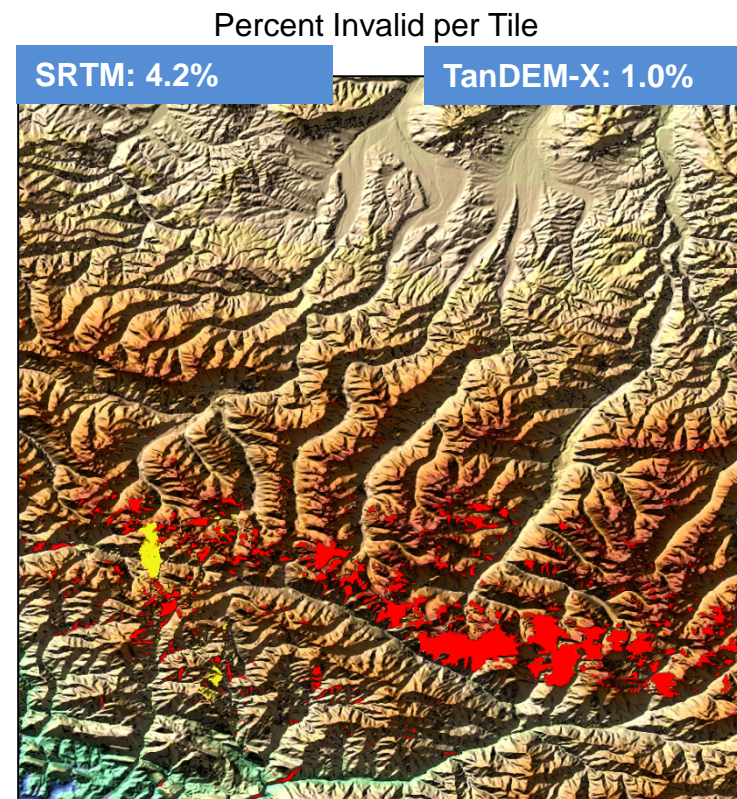 Percent Invalid per Tile
SRTM: 4.2%
TanDEM-X: 1.0%